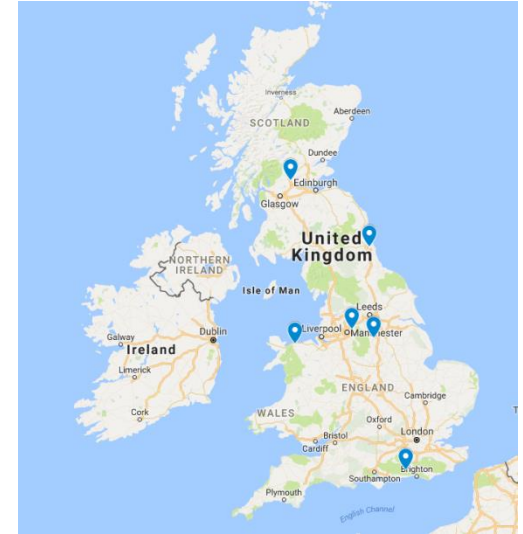 Inverness
Aberdeen
SCOTLAND
Dundee
Edinburgh
Glasgow
United
Kingdom
NORTHERN
IRELAND
Isle of Man
Leeds
Dublin
Liverpool
Manchester
Galway
Ireland
Limerick
ENGLAND
Cambridge
Cork
WALES
Oxford
London
Bristol
Cardiff
Brighton
Southampton
Plymouth
English Channel